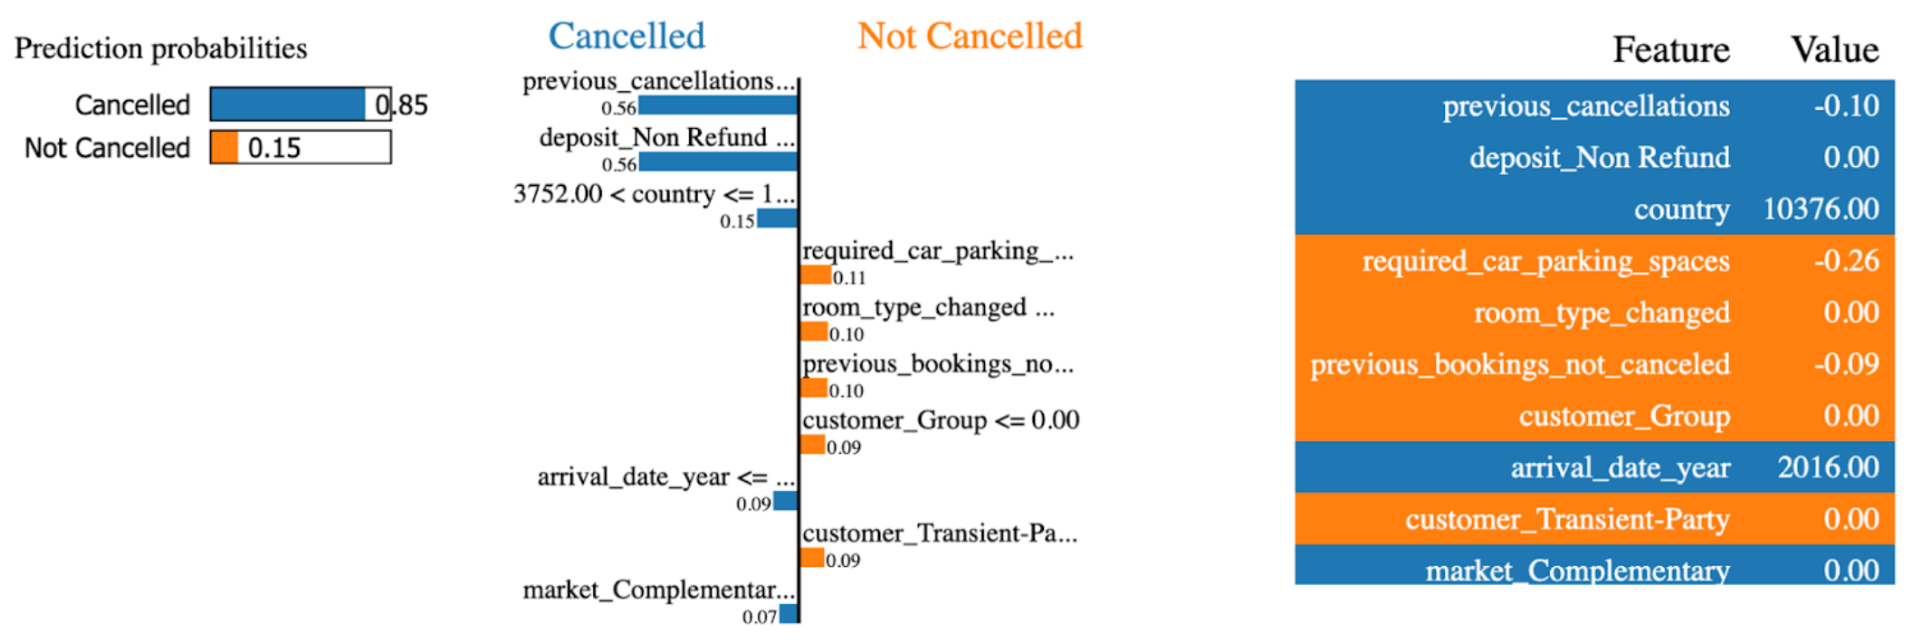 Prediction probabilities
Cancelled 0.85
Not Cancelled 0.15
Cancelled Not Cancelled
previous_cancellations...
0.56
deposit_Non Refund ...
0.56
3752.00 < country <= 1...
0.15
required_car_parking_...
0.11
room_type_changed ...
0.10
previous_bookings_no...
0.10
customer_Group <= 0.00
0.09
arrival_date_year <= ...
0.09
customer_Transient-Pa...
0.09
market_Complementar...
0.07
Feature Value
previous_cancellations -0.10
deposit_Non Refund 0.00
country 10376.00
required_car_parking_spaces -0.26
room_type_changed 0.00
previous_bookings_not_canceled -0.09
customer_Group 0.00
arrival_date_year 2016.00
customer_Transient-Party 0.00
market_Complementary 0.00